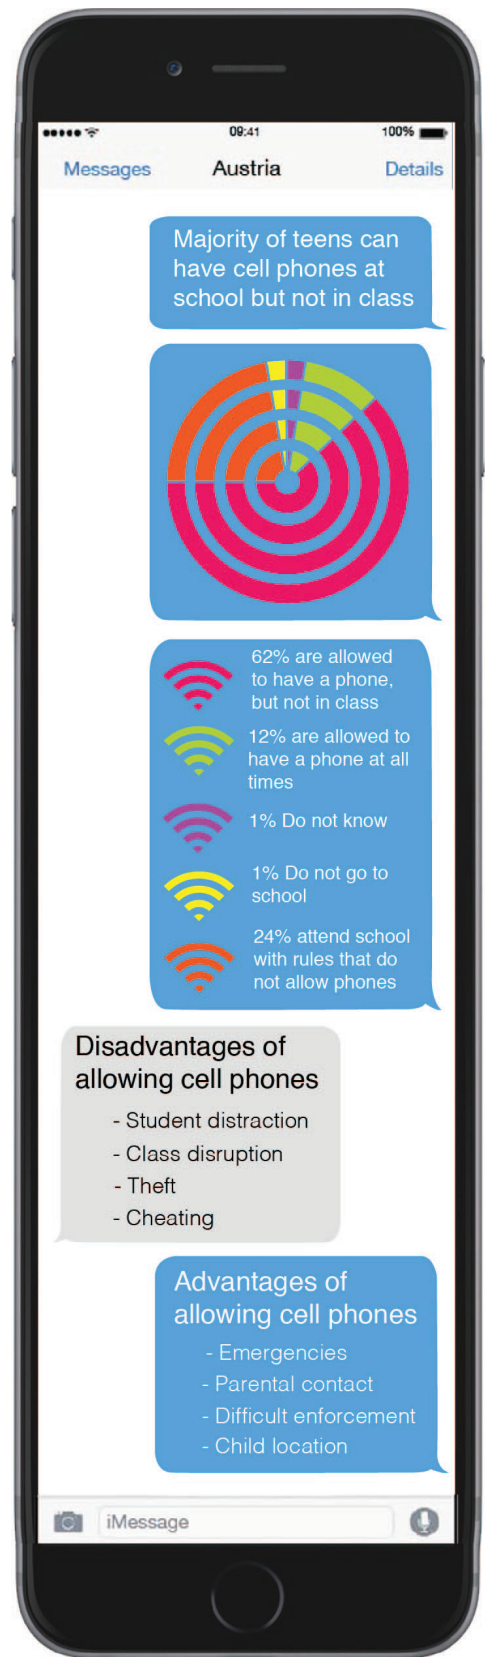 09:41
100%
Messages
Austria
Details
Majority of teens can
have cell phones at
school but not in class
62% are allowed
to have a phone,
but not in class
12% are allowed to
have a phone at all
times
1% Do not know
1% Do not go to
school
24% attend school
with rules that do
not allow phones
Disadvantages of
allowing cell phones
- Student distraction
- Class disruption
- Theft
- Cheating
Advantages of
allowing cell phones
- Emergencies
- Parental contact
- Difficult enforcement
- Child location
iMessage